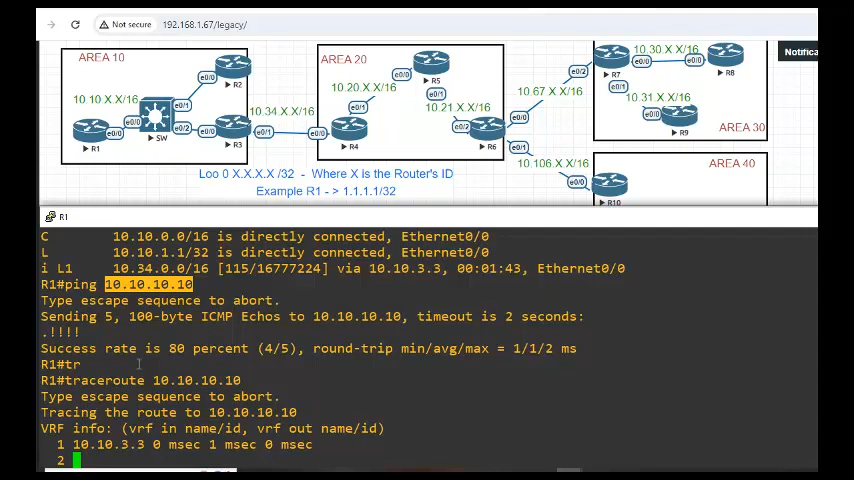 Not secure 192.168.1.67/legacy/
AREA 10
R2
e0/0
10.10.X X/16
e0/1
e0/0
e0/2
e0/0
R1
SW
R3
10.34.X X/16
e0/1
e0/0
AREA 20
R5
e0/0
10.20.X X/16
e0/1
e0/1
10.21.X X/16
e0/2
R4
R6
10.67.X X/16
e0/2
e0/0
e0/1
10.106.X X/16
e0/0
R10
10.30.X X/16
R7
e0/0
e0/0
R8
e0/1
10.31.X X/16
e0/0
R9
AREA 30
AREA 40
Notifica
Loo 0 X.X.X.X /32 - Where X is the Router's ID
Example R1 - > 1.1.1.1/32
R1
C 10.10.0.0/16 is directly connected, Ethernet0/0
L 10.10.1.1/32 is directly connected, Ethernet0/0
i L1 10.34.0.0/16 [115/16777224] via 10.10.3.3, 00:01:43, Ethernet0/0
R1#ping 10.10.10.10
Type escape sequence to abort.
Sending 5, 100-byte ICMP Echos to 10.10.10.10, timeout is 2 seconds:
.!!!!
Success rate is 80 percent (4/5), round-trip min/avg/max = 1/1/2 ms
R1#tr
R1#traceroute 10.10.10.10
Type escape sequence to abort.
Tracing the route to 10.10.10.10
VRF info: (vrf in name/id, vrf out name/id)
1 10.10.3.3 0 msec 1 msec 0 msec
2